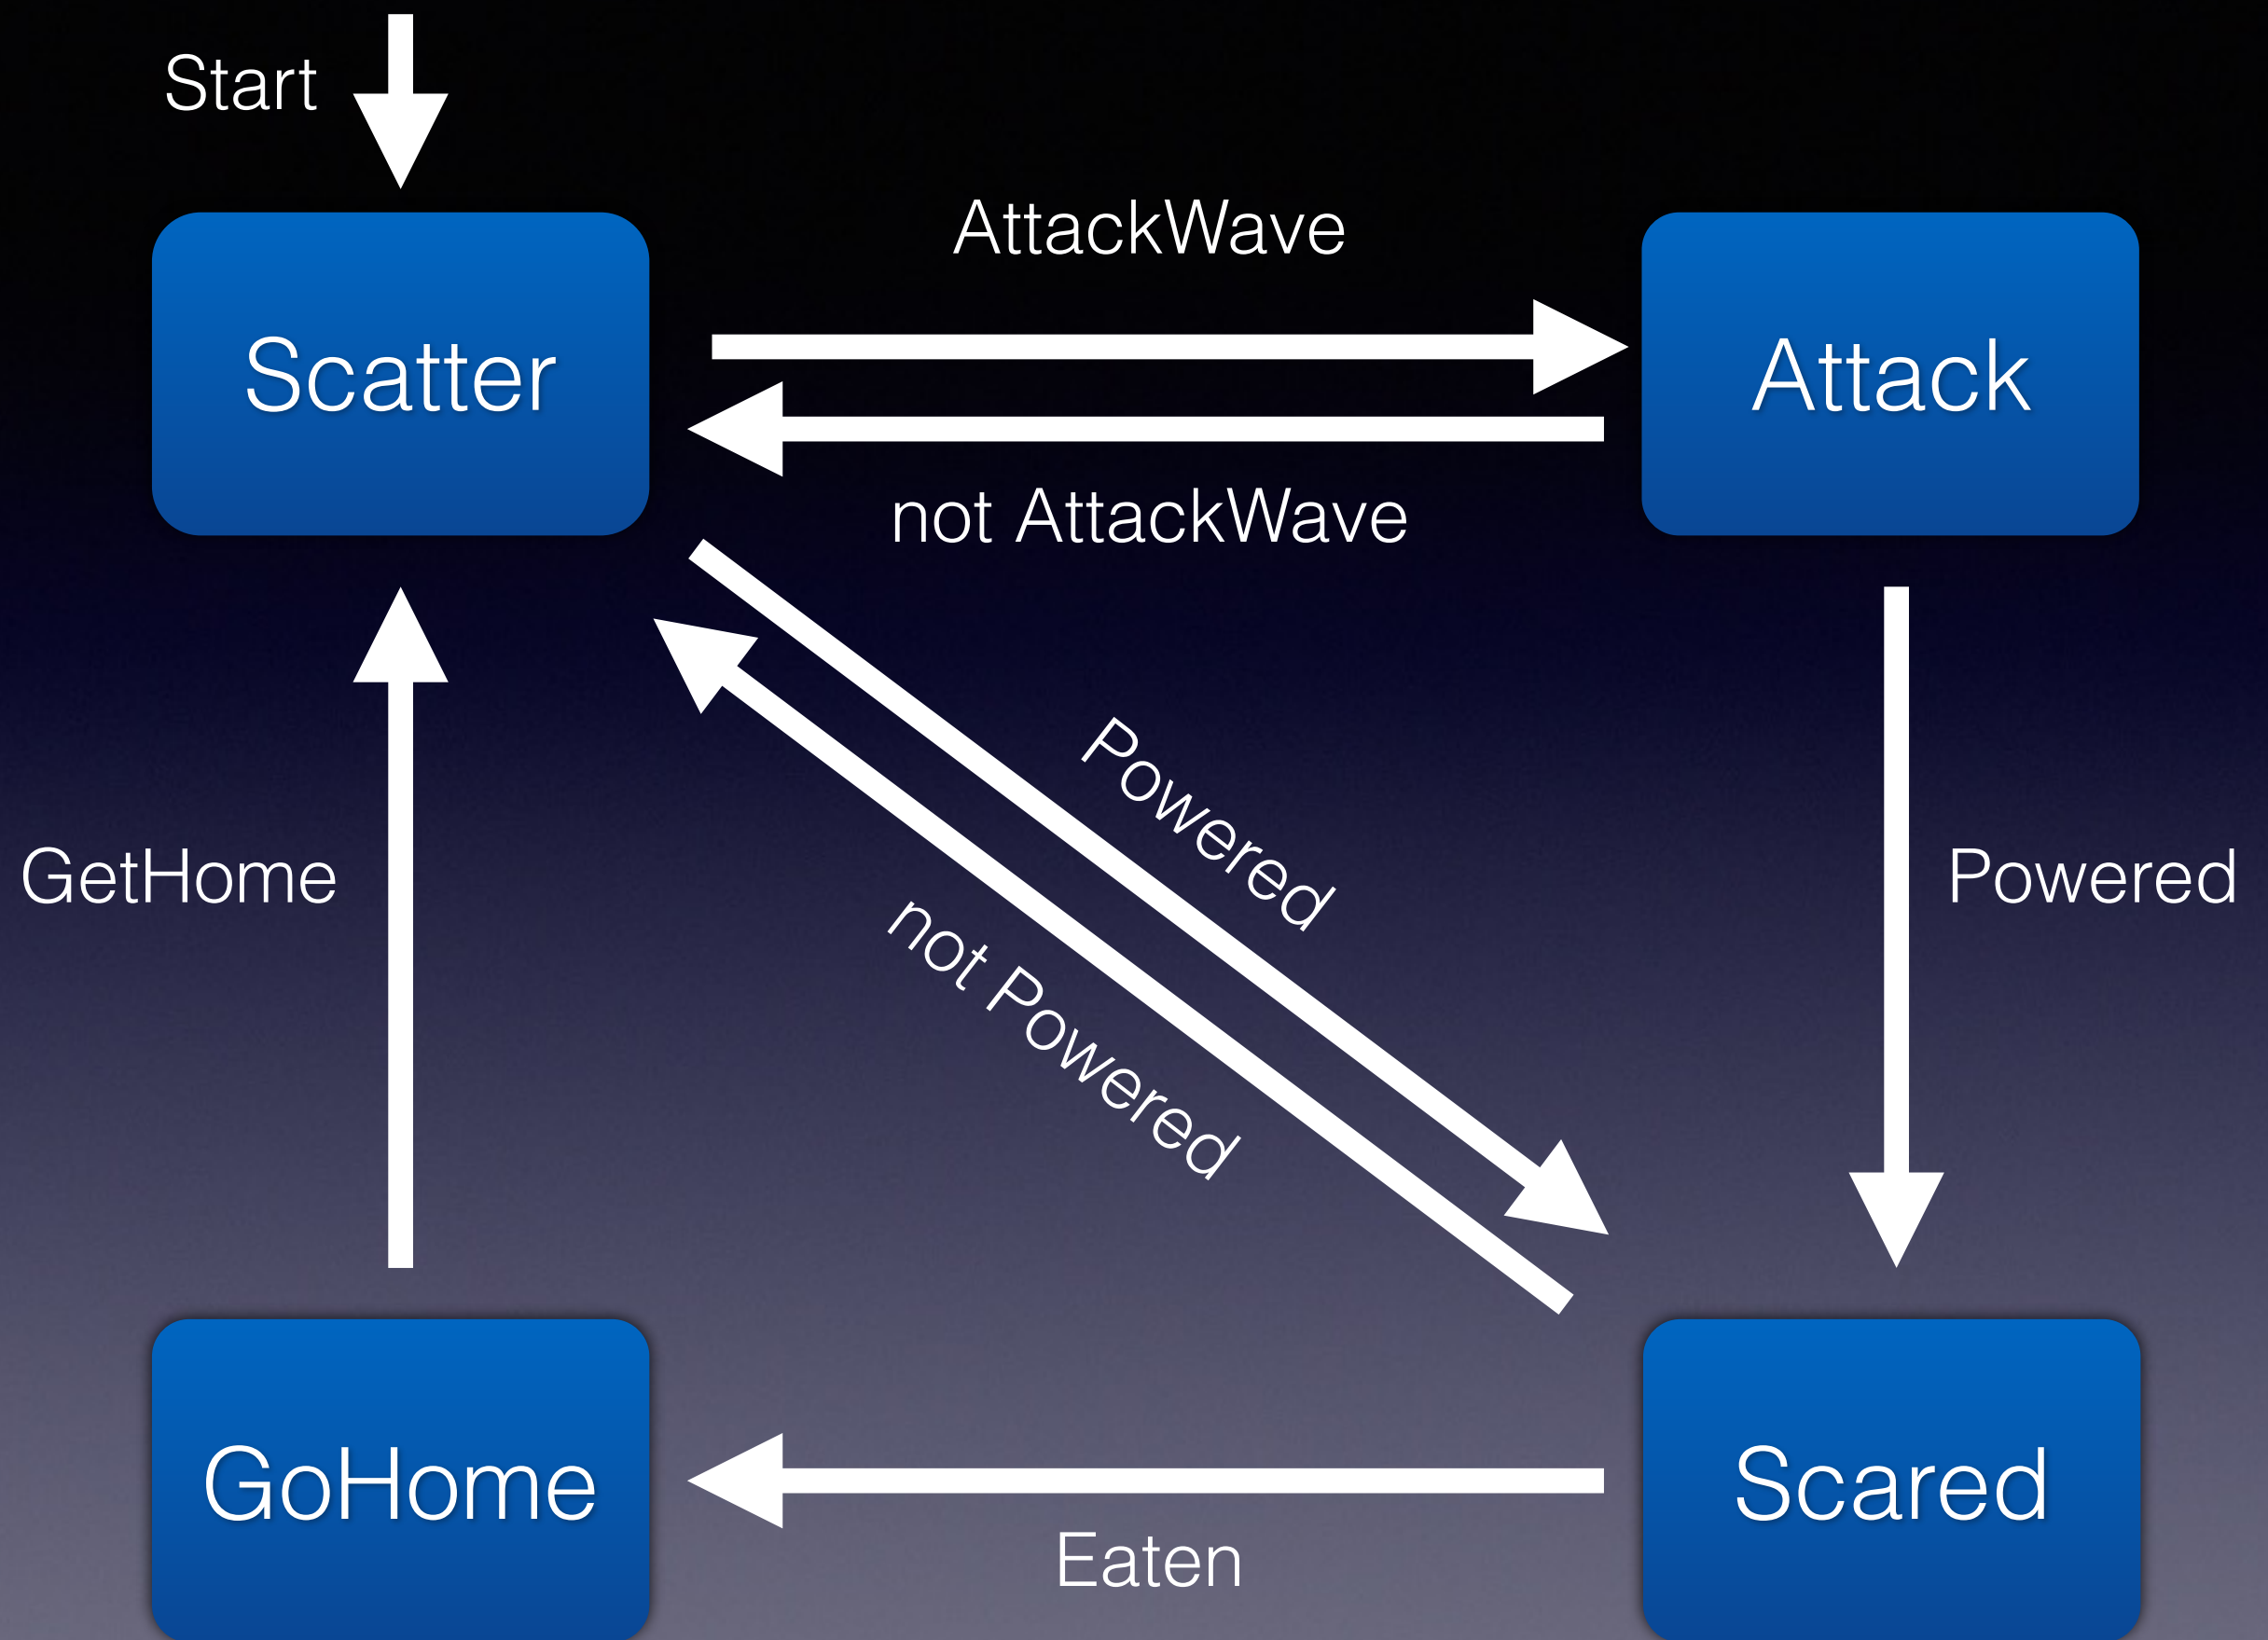 Start
AttackWave
Scatter
Attack
not AttackWave
Powered
GetHome
Powered
not Powered
GoHome
Scared
Eaten